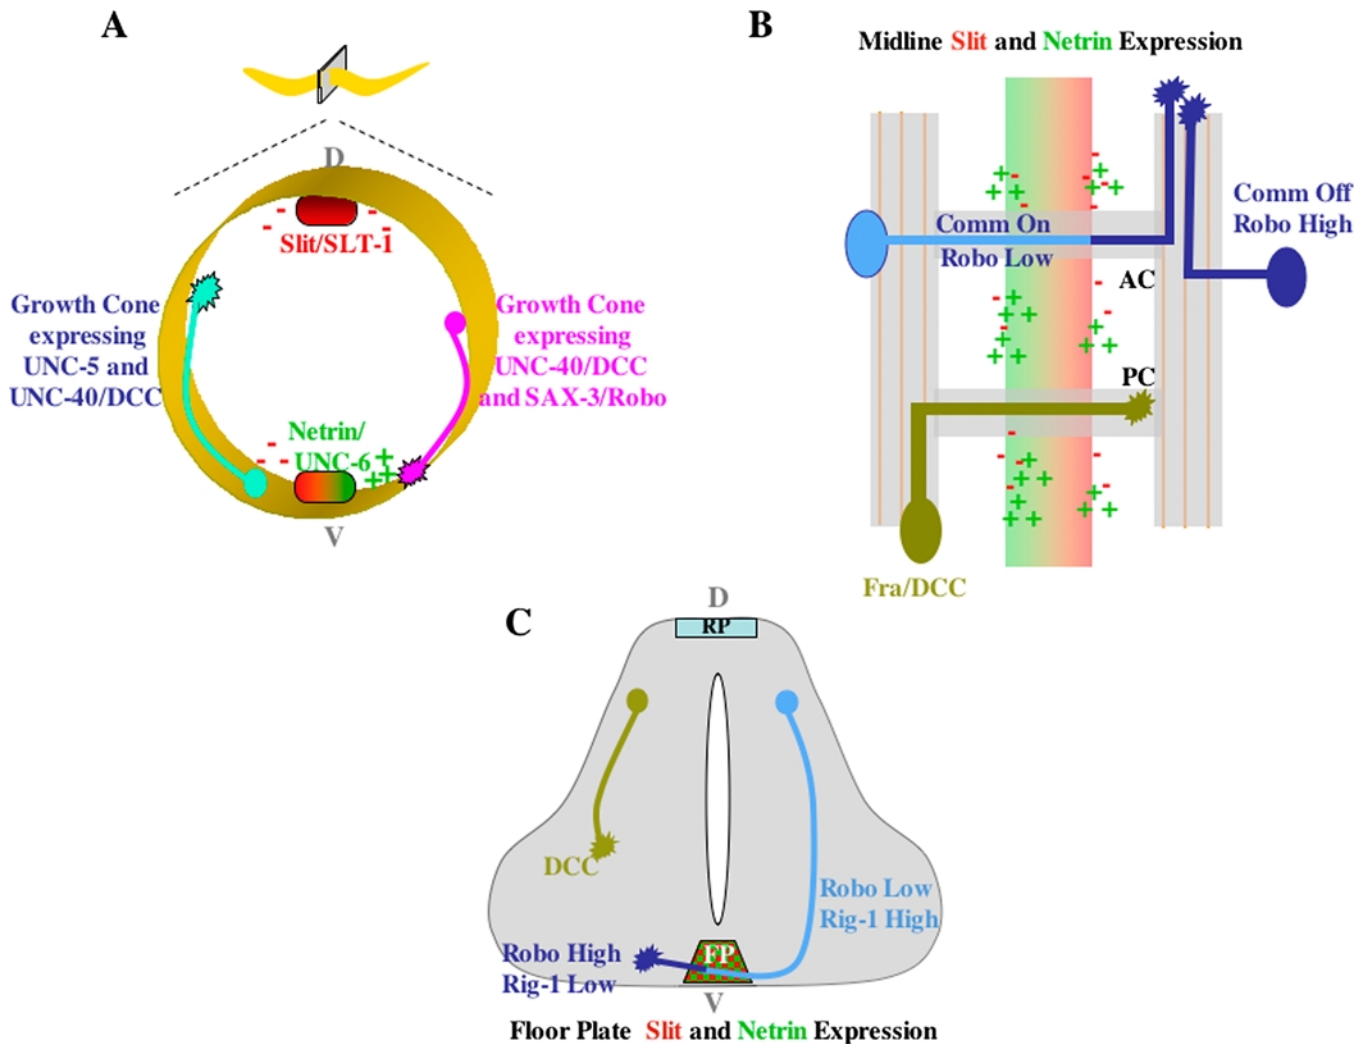 A
D
Slit/SLT-1
Growth Cone
expressing
UNC-5 and
UNC-40/DCC
Growth Cone
expressing
UNC-40/DCC
and SAX-3/Robo
Netrin/
UNC-6
V
B
Midline Slit and Netrin Expression
Comm On
Robo Low
Comm Off
Robo High
AC
PC
Fra/DCC
C
D
RP
DCC
Robo Low
Rig-1 High
Robo High
Rig-1 Low
FP
V
Floor Plate Slit and Netrin Expression